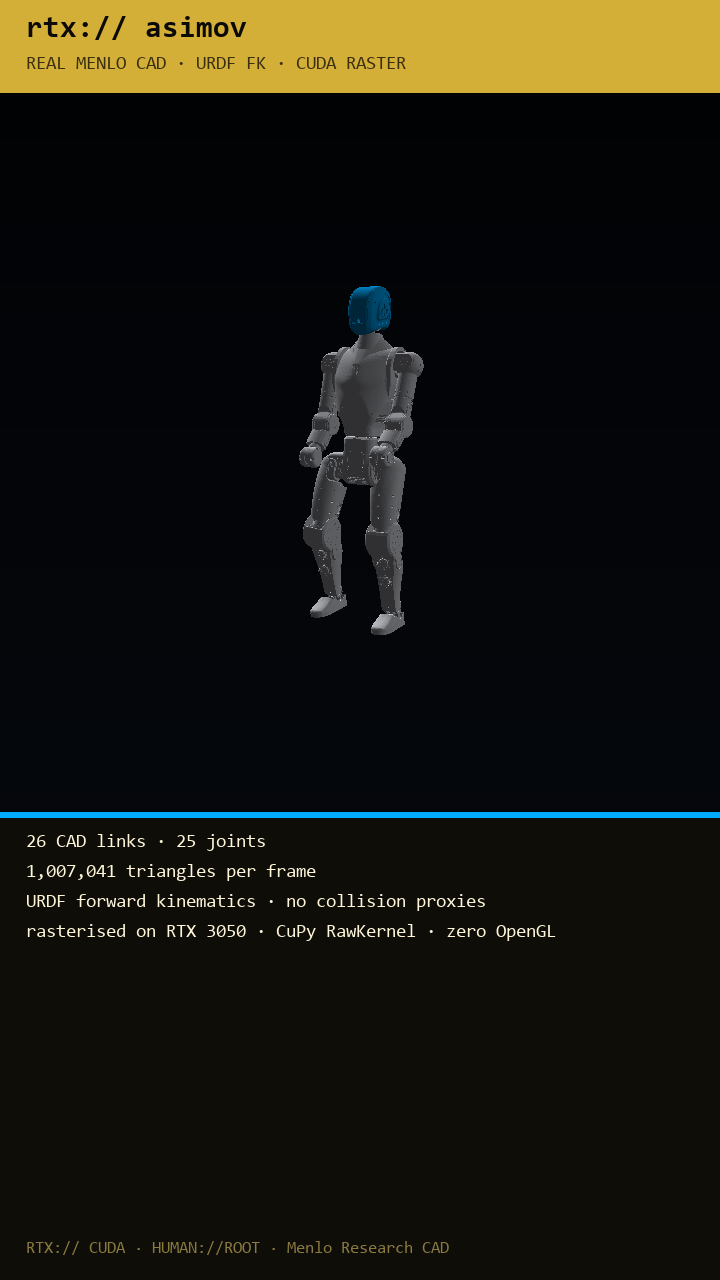 rtx:// asimov
REAL MENLO CAD · URDF FK · CUDA RASTER
26 CAD links · 25 joints
1,007,041 triangles per frame
URDF forward kinematics · no collision proxies
rasterised on RTX 3050 · CuPy RawKernel · zero OpenGL
RTX:// CUDA · HUMAN://ROOT · Menlo Research CAD